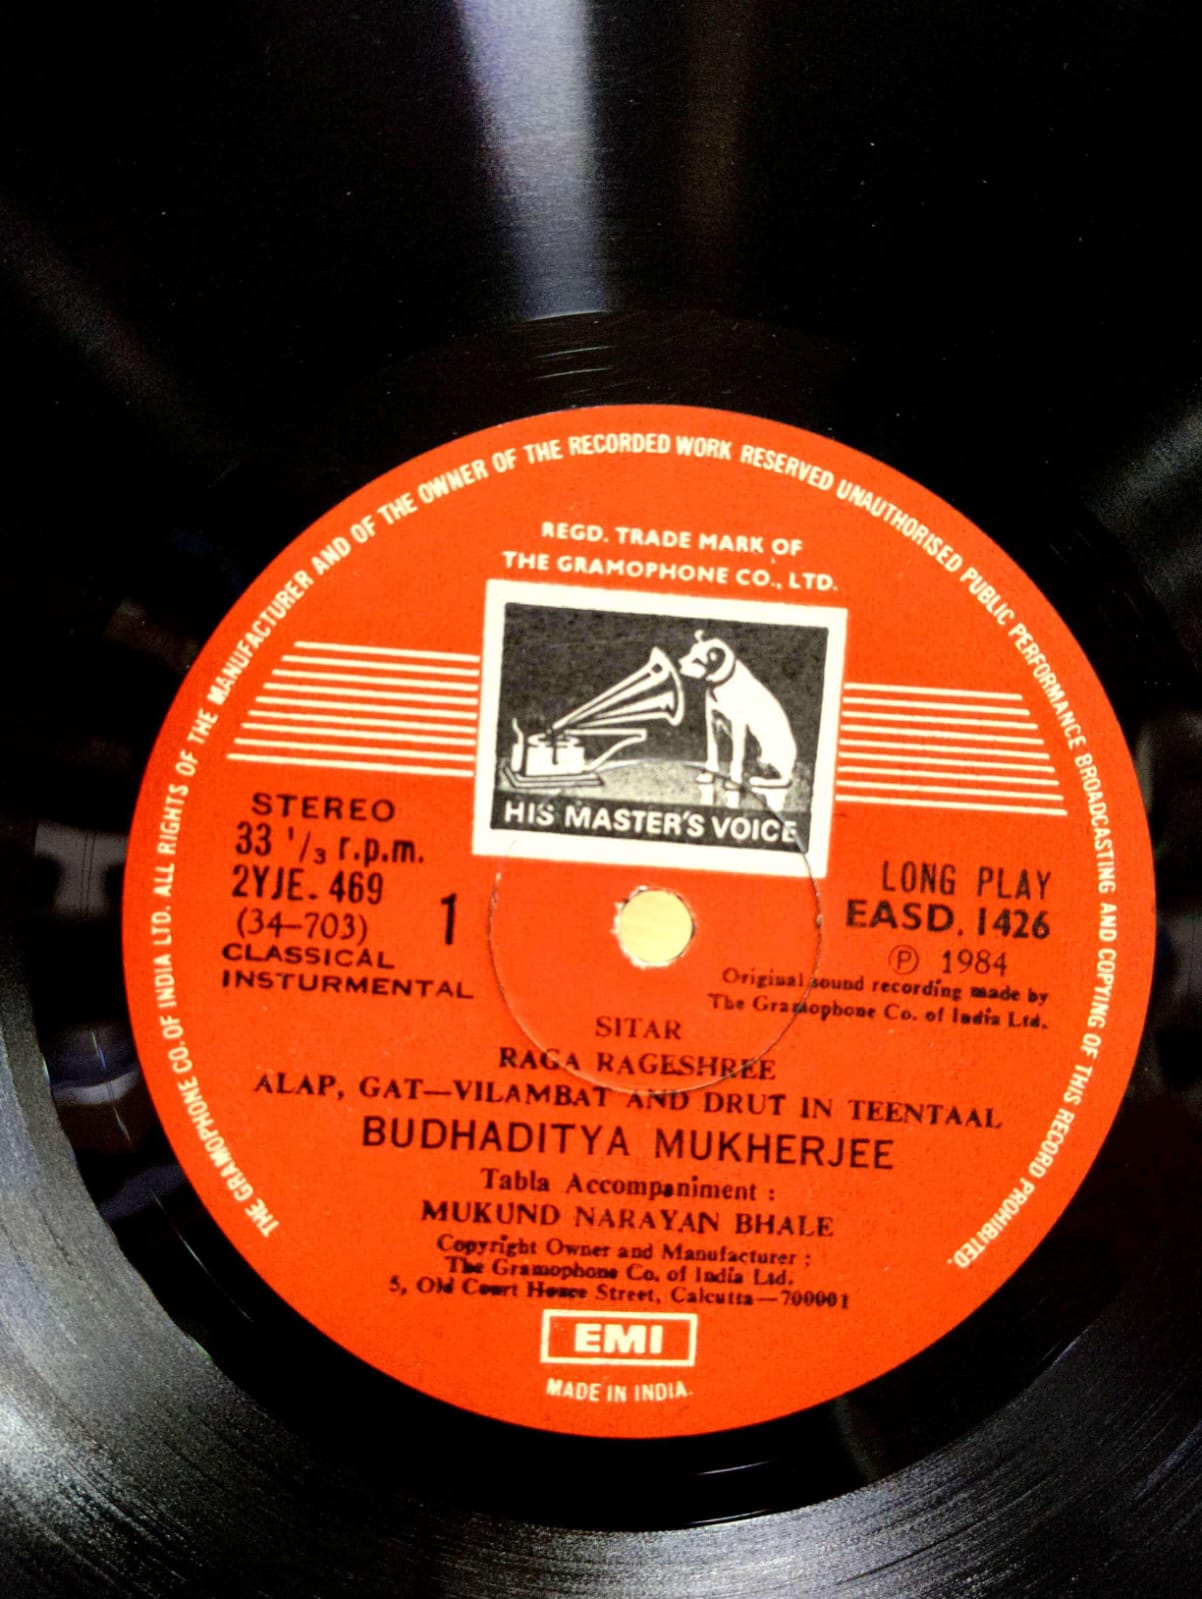 THE GRAMOPHONE CO. OF INDIA LTD. ALL RIGHTS OF THE MANUFACTURER AND OF THE OWNER OF THE RECORDED WORK RESERVED UNAUTHORISED PUBLIC PERFORMANCE BROADCASTING AND COPYING OF THIS RECORD PROHIBITED.
REGD. TRADE MARK OF
THE GRAMOPHONE CO., LTD.
HIS MASTER'S VOICE
STEREO
33 1/3 r.p.m.
2YJE. 469
(34-703)
1
CLASSICAL
INSTURMENTAL
LONG PLAY
EASD. 1426
Ⓟ 1984
Original sound recording made by
The Gramophone Co. of India Ltd.
SITAR
RAGA RAGESHREE
ALAP, GAT—VILAMBAT AND DRUT IN TEENTAAL
BUDHADITYA MUKHERJEE
Tabla Accompaniment :
MUKUND NARAYAN BHALE
Copyright Owner and Manufacturer ;
The Gramophone Co. of India Ltd.
5, Old Court House Street, Calcutta—700001
EMI
MADE IN INDIA.